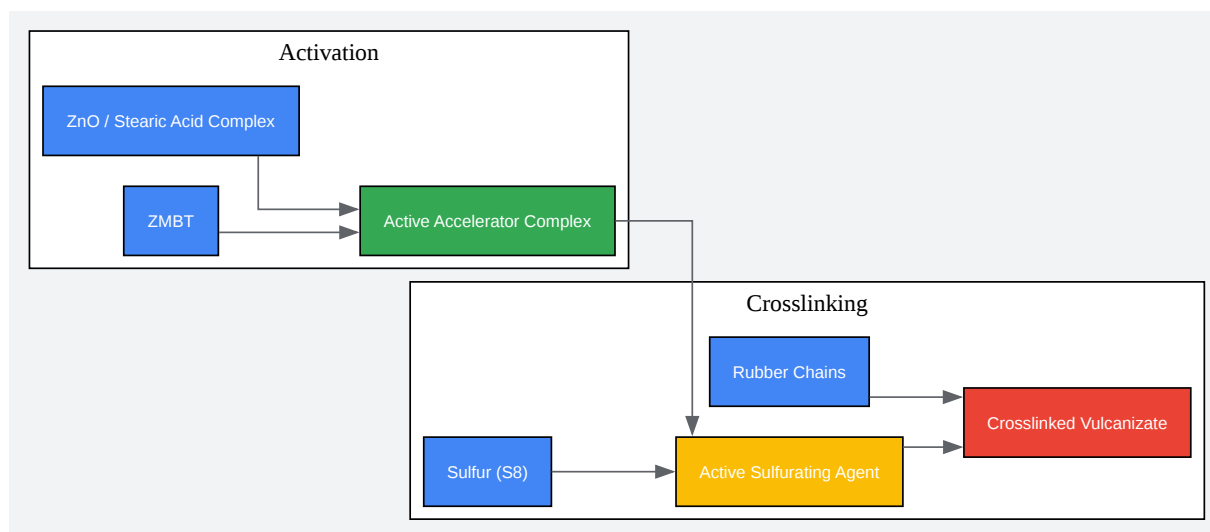 Activation
ZnO / Stearic Acid Complex
ZMBT
Active Accelerator Complex
Crosslinking
Rubber Chains
Crosslinked Vulcanizate
Sulfur (S8)
Active Sulfurating Agent